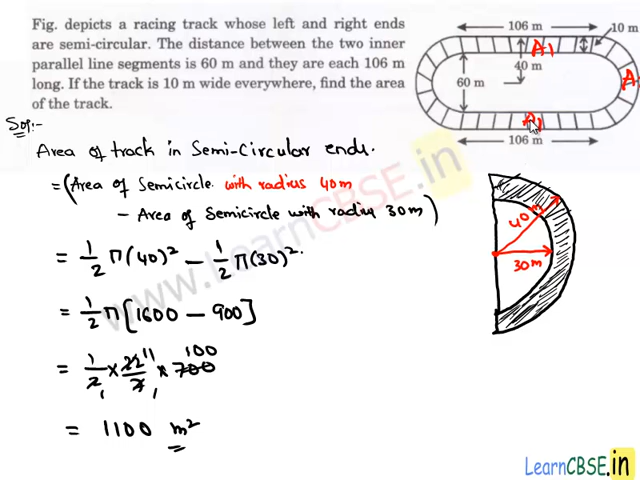 Fig. depicts a racing track whose left and right ends
are semi-circular. The distance between the two inner
parallel line segments is 60 m and they are each 106 m
long. If the track is 10 m wide everywhere, find the area
of the track.
106 m
10 m
A1
40 m
A
60 m
A1
106 m
Sol:-
Area of track in Semi-Circular ends.
= (Area of Semicircle with radius 40m
- Area of Semicircle with radius 30m)
= 1/2 π(40)² - 1/2 π(30)².
= 1/2 π[1600 - 900]
= 1/2 × 22/7 × 700
11 100
1 1
= 1100 m²
40 m
30 m
www.LearnCBSE.in
LearnCBSE.in